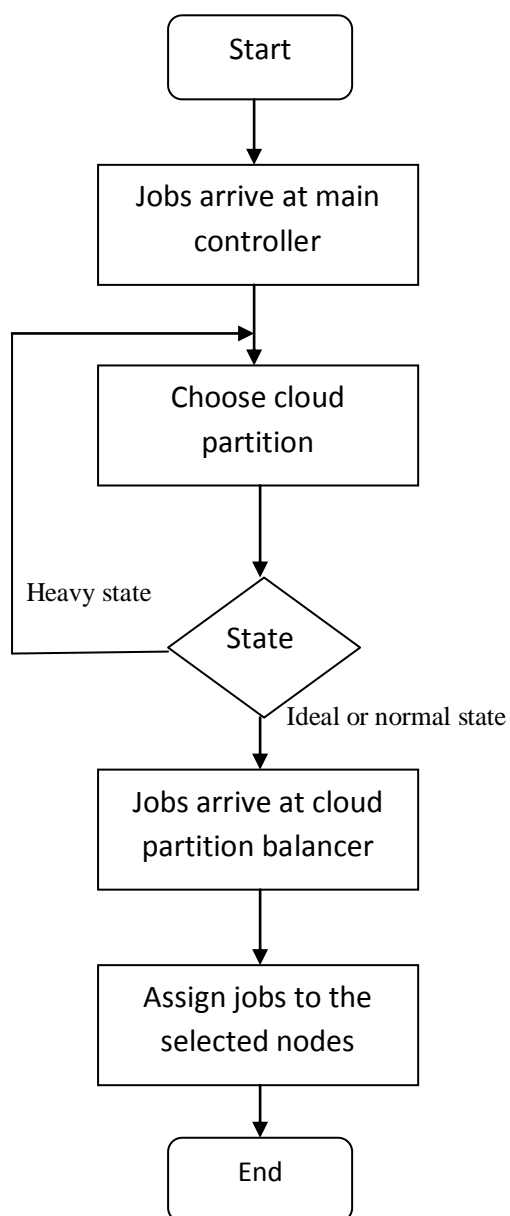 Start
Jobs arrive at main
controller
Choose cloud
partition
Heavy state
State
Ideal or normal state
Jobs arrive at cloud
partition balancer
Assign jobs to the
selected nodes
End